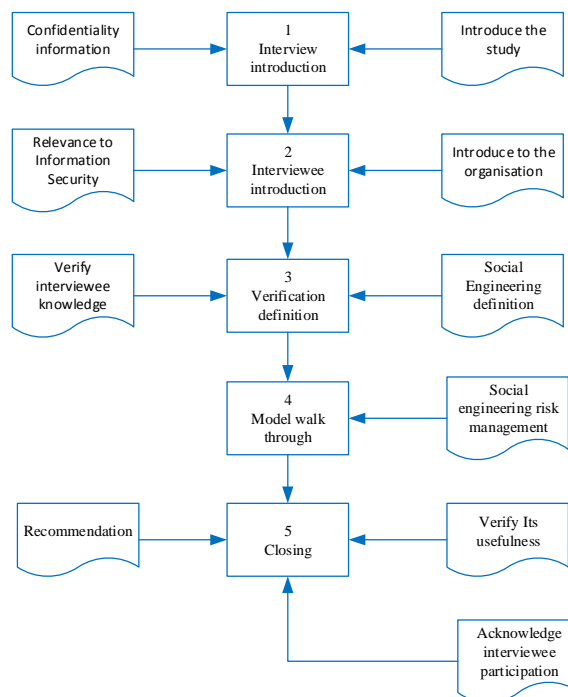 Confidentiality
information
1
Interview
introduction
Introduce the
study
Relevance to
Information
Security
2
Interviewee
introduction
Introduce to the
organisation
Verify
interviewee
knowledge
3
Verification
definition
Social
Engineering
definition
4
Model walk
through
Social
engineering risk
management
Recommendation
5
Closing
Verify Its
usefulness
Acknowledge
interviewee
participation